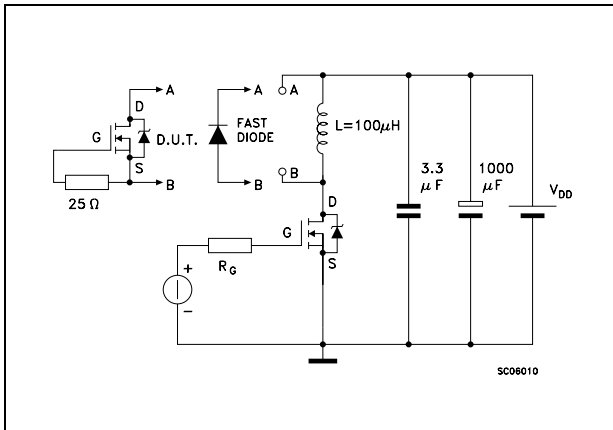 A
A
A
D
G
D.U.T.
FAST
DIODE
L=100μH
S
B
B
B
25 Ω
3.3
μF
1000
μF
VDD
D
G
S
RG
+
−
SC06010